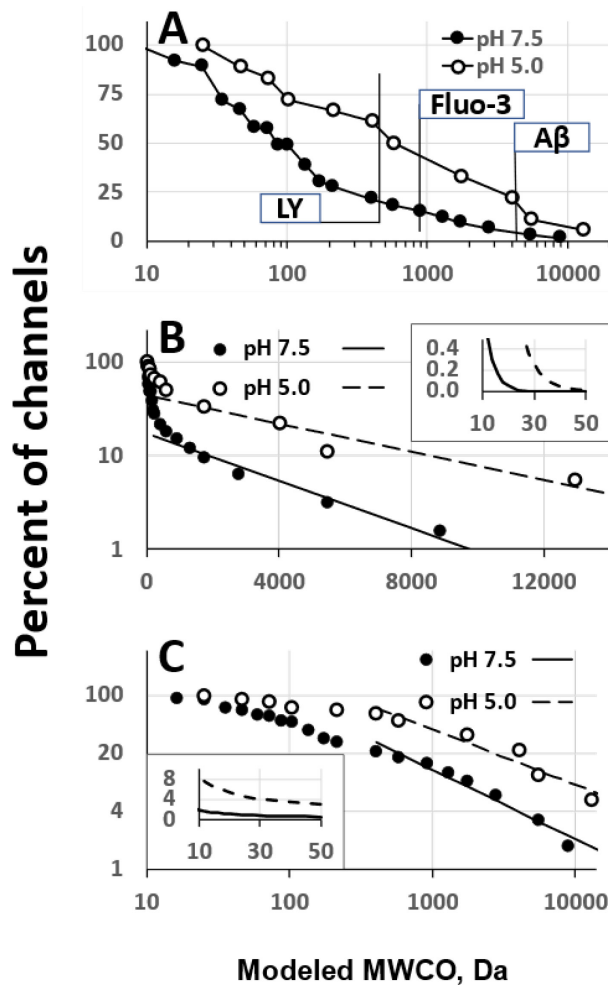 Percent of channels
A
100
75
50
25
0
pH 7.5
pH 5.0
Fluo-3
Aβ
LY
10 100 1000 10000
B
100
10
1
pH 7.5
pH 5.0
0.4
0.2
0.0
10 30 50
0 4000 8000 12000
C
100
20
4
1
pH 7.5
pH 5.0
8
4
0
10 30 50
10 100 1000 10000
Modeled MWCO, Da